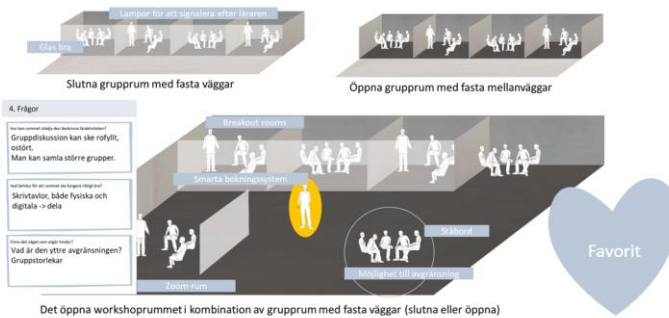 Lampor för att signalera efter läraren
Glas bra
Slutna grupprum med fasta väggar
Öppna grupprum med fasta mellanväggar
4. Frågor
Gruppdiskussion kan ske rofyllt,
ostört.
Man kan samla större grupper.
Skrivtavlor, både fysiska och
digitala -> dela
Vad är den yttre avgränsningen?
Gruppstorlekar
Breakout rooms
Smarta bokningssystem
Ståbord
Möjlighet till avgränsning
Zoom-rum
Favorit
Det öppna workshoprummet i kombination av grupprum med fasta väggar (slutna eller öppna)